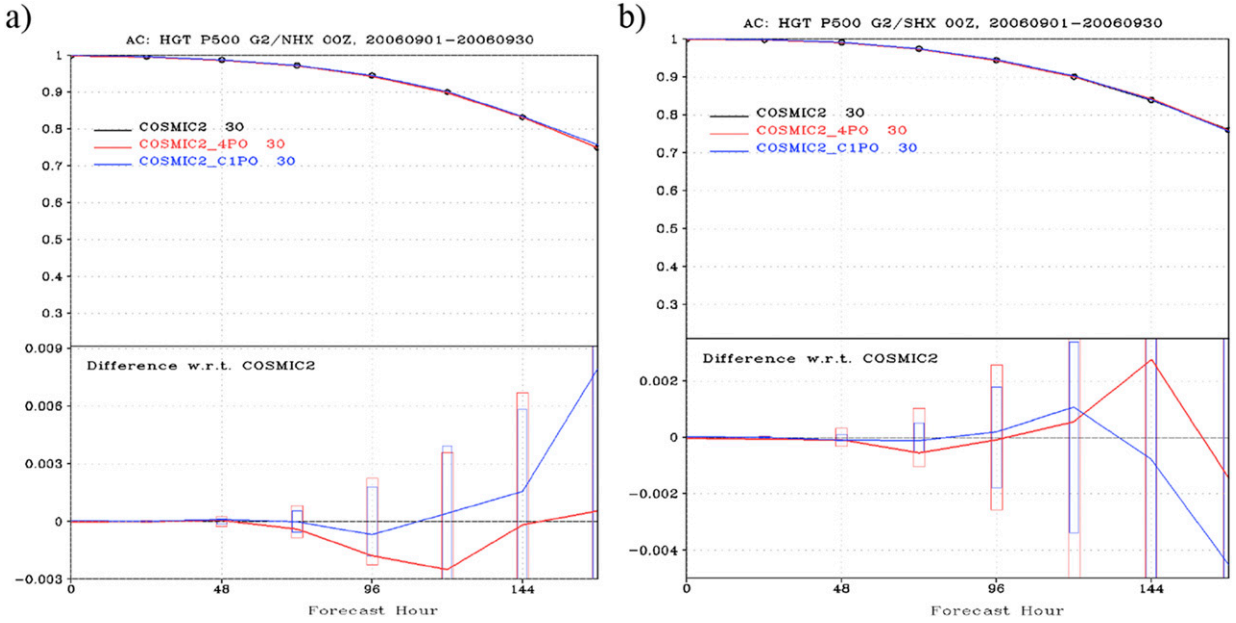 a)
AC: HGT P500 G2/NHX 00Z, 20060901-20060930
1
0.9
0.8
0.7
0.6
0.5
0.4
0.3
COSMIC2 30
COSMIC2_4PO 30
COSMIC2_C1PO 30
0.009
0.006
0.003
0
-0.003
Difference w.r.t. COSMIC2
0 48 96 144
Forecast Hour
b)
AC: HGT P500 G2/SHX 00Z, 20060901-20060930
1
0.9
0.8
0.7
0.6
0.5
0.4
0.3
COSMIC2 30
COSMIC2_4PO 30
COSMIC2_C1PO 30
Difference w.r.t. COSMIC2
0.002
0
-0.002
-0.004
0 48 96 144
Forecast Hour